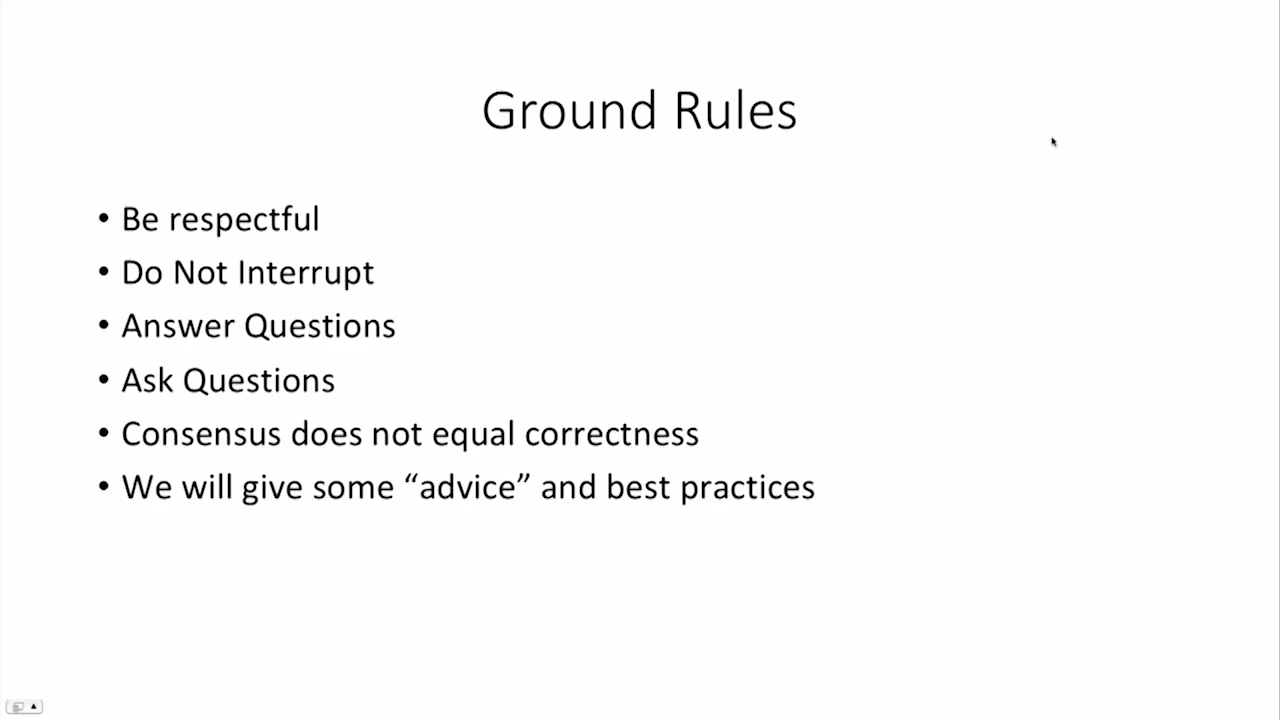 Ground Rules
• Be respectful
• Do Not Interrupt
• Answer Questions
• Ask Questions
• Consensus does not equal correctness
• We will give some “advice” and best practices